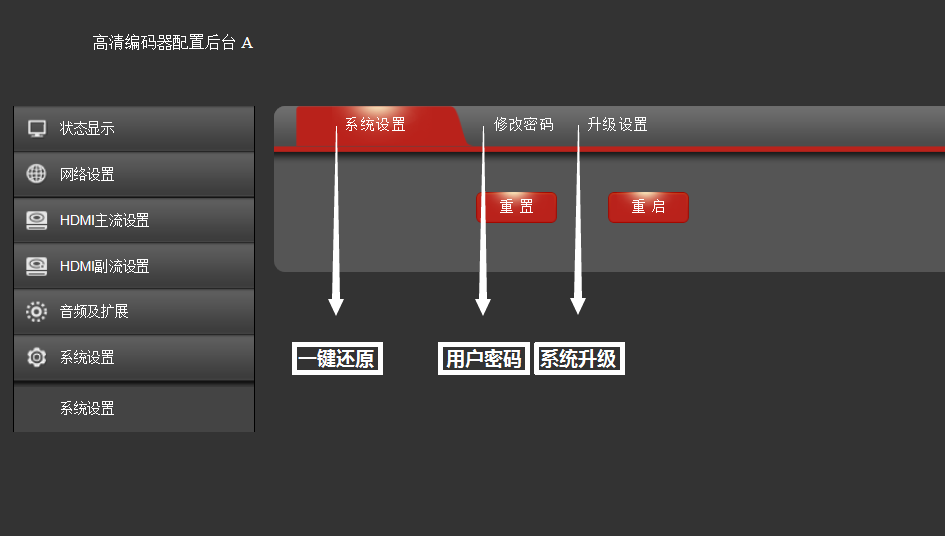 高清编码器配置后台 A
状态显示
网络设置
HDMI主流设置
HDMI副流设置
音频及扩展
系统设置
系统设置
系统设置 修改密码 升级设置
重 置 重 启
一键还原 用户密码 系统升级